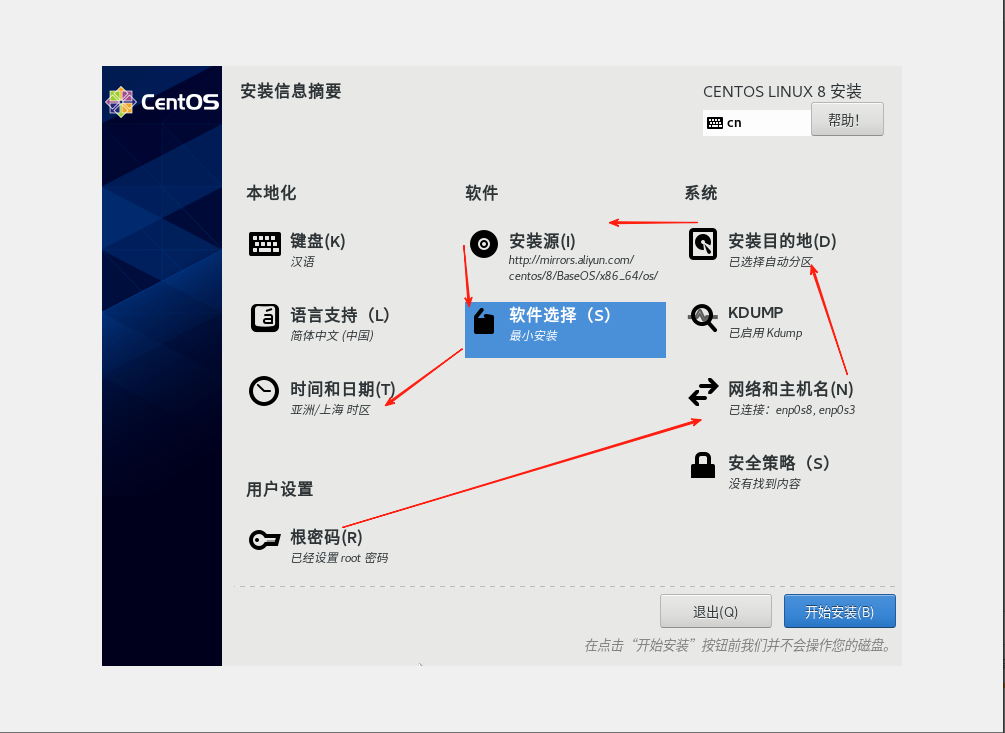 CentOS
安装信息摘要
CENTOS LINUX 8 安装
cn
帮助！
本地化
键盘(K)
汉语
语言支持（L）
简体中文 (中国)
时间和日期(T)
亚洲/上海 时区
软件
安装源(I)
http://mirrors.aliyun.com/
centos/8/BaseOS/x86_64/os/
软件选择（S）
最小安装
系统
安装目的地(D)
已选择自动分区
KDUMP
已启用 Kdump
网络和主机名(N)
已连接：enp0s8, enp0s3
安全策略（S）
没有找到内容
用户设置
根密码(R)
已经设置 root 密码
退出(Q)
开始安装(B)
在点击“开始安装”按钮前我们并不会操作您的磁盘。